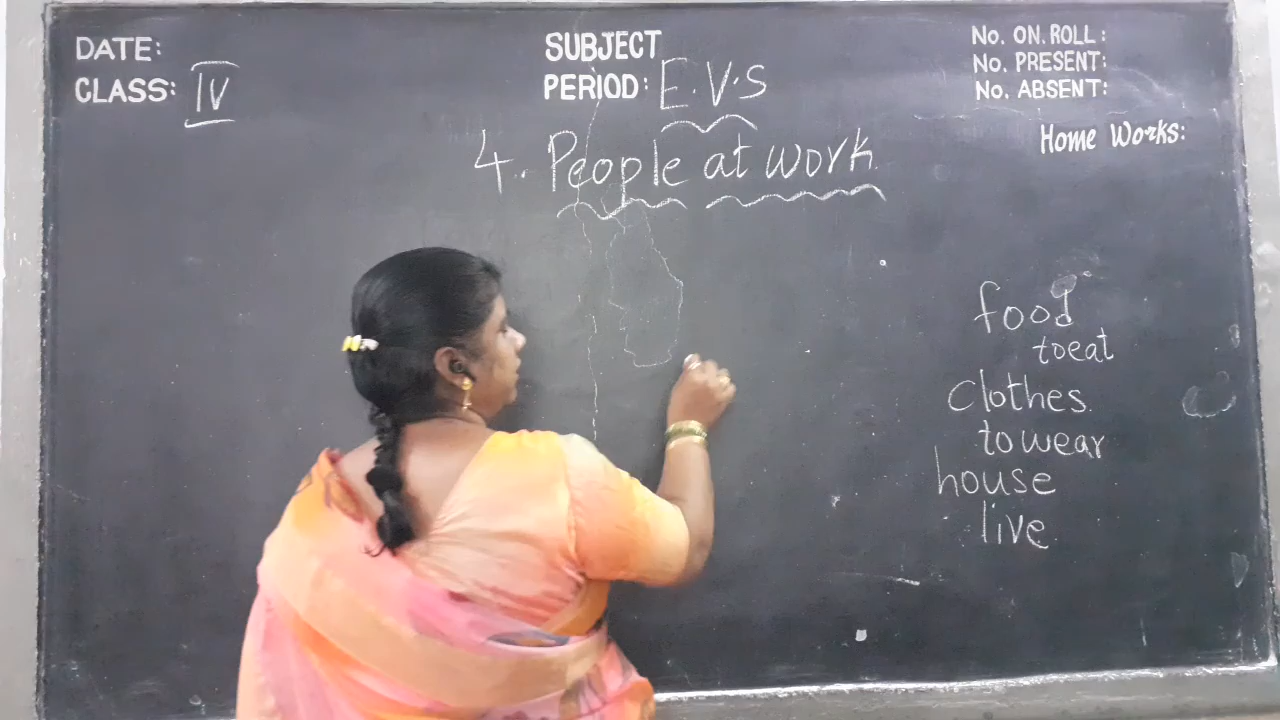 DATE:
CLASS: IV
SUBJECT
PERIOD: E.V.S
No. ON. ROLL:
No. PRESENT:
No. ABSENT:
Home Works:
4. People at work
food
to eat
Clothes
to wear
house
live